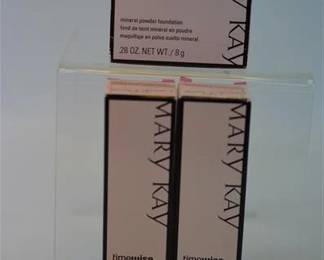 Y KAY
mineral powder foundation
fond de teint minéral en poudre
maquillaje en polvo suelto mineral
.28 OZ. NET WT./8 g
MARY KAY
MARY KAY
timewise
timewise